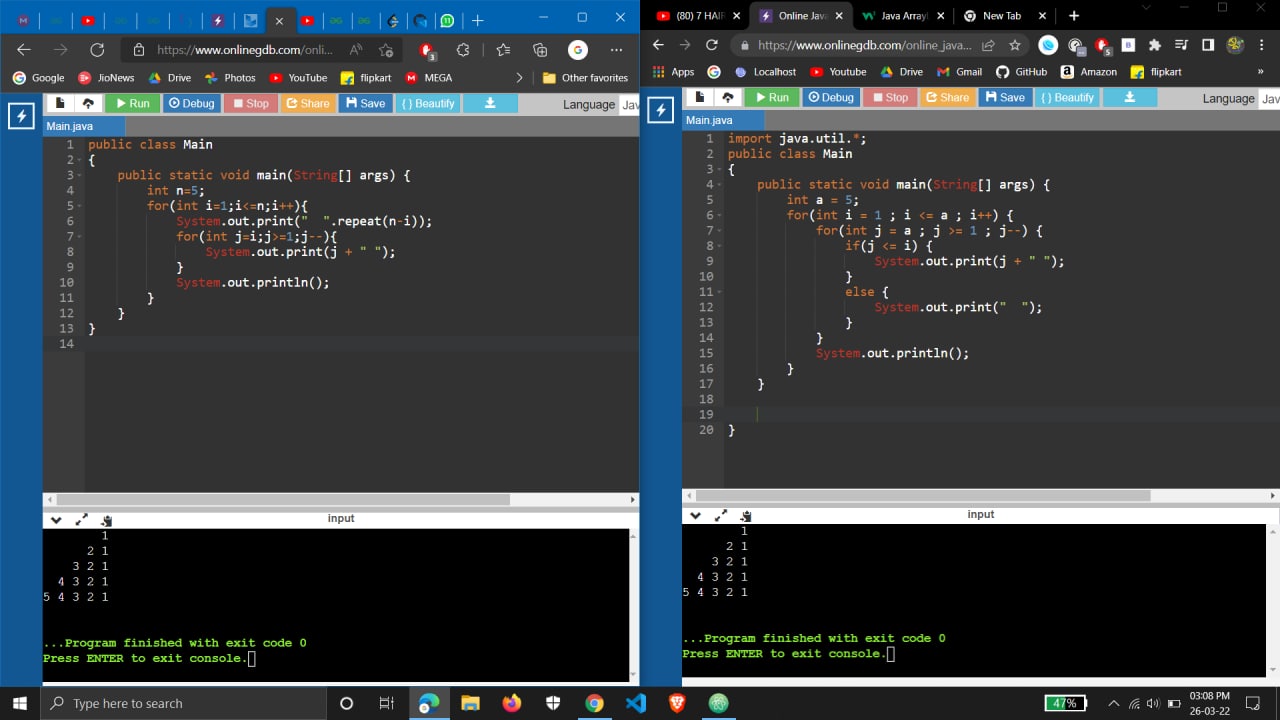 (80) 7 HAIR
Online Java
Java Array
New Tab
https://www.onlinegdb.com/onli...
https://www.onlinegdb.com/online_java...
Google
JioNews
Drive
Photos
YouTube
flipkart
MEGA
Other favorites
Apps
Localhost
Youtube
Drive
Gmail
GitHub
Amazon
flipkart
Run
Debug
Stop
Share
Save
{ } Beautify
Language
Jav
Main.java
1 public class Main
2 {
3 public static void main(String[] args) {
4 int n=5;
5 for(int i=1;i<=n;i++){
6 System.out.print("  ".repeat(n-i));
7 for(int j=i;j>=1;j--){
8 System.out.print(j + " ");
9 }
10 System.out.println();
11 }
12 }
13 }
14
input
1
2 1
3 2 1
4 3 2 1
5 4 3 2 1
...Program finished with exit code 0
Press ENTER to exit console.
Run
Debug
Stop
Share
Save
{ } Beautify
Language
Jav
Main.java
1 import java.util.*;
2 public class Main
3 {
4 public static void main(String[] args) {
5 int a = 5;
6 for(int i = 1 ; i <= a ; i++) {
7 for(int j = a ; j >= 1 ; j--) {
8 if(j <= i) {
9 System.out.print(j + " ");
10 }
11 else {
12 System.out.print("  ");
13 }
14 }
15 System.out.println();
16 }
17 }
18
19
20 }
input
1
2 1
3 2 1
4 3 2 1
5 4 3 2 1
...Program finished with exit code 0
Press ENTER to exit console.
Type here to search
47%
03:08 PM
26-03-22